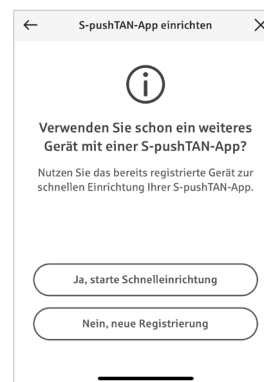 S-pushTAN-App einrichten
Verwenden Sie schon ein weiteres
Gerät mit einer S-pushTAN-App?
Nutzen Sie das bereits registrierte Gerät zur
schnellen Einrichtung Ihrer S-pushTAN-App.
Ja, starte Schnelleinrichtung
Nein, neue Registrierung